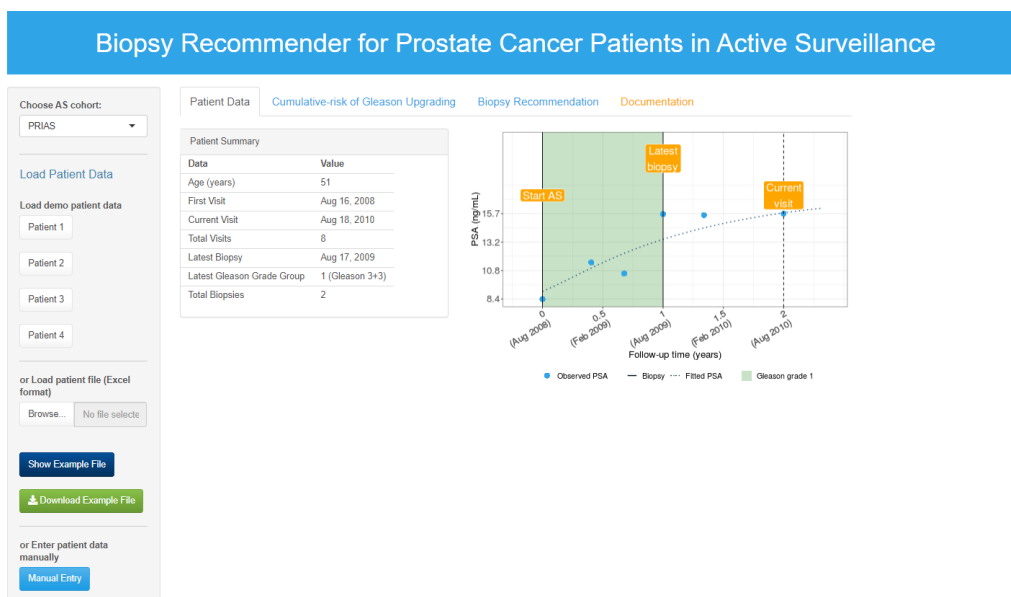 Biopsy Recommender for Prostate Cancer Patients in Active Surveillance
Choose AS cohort:
PRIAS
Load Patient Data
Load demo patient data
Patient 1
Patient 2
Patient 3
Patient 4
or Load patient file (Excel
format)
Browse... No file selecte
Show Example File
Download Example File
or Enter patient data
manually
Manual Entry
Patient Data Cumulative-risk of Gleason Upgrading Biopsy Recommendation Documentation
Patient Summary
Data Value
Age (years) 51
First Visit Aug 16, 2008
Current Visit Aug 18, 2010
Total Visits 8
Latest Biopsy Aug 17, 2009
Latest Gleason Grade Group 1 (Gleason 3+3)
Total Biopsies 2
PSA (ng/mL)
15.7
13.2
10.8
8.4
Start AS
Latest
biopsy
Current
visit
0
(Aug 2008)
0.5
(Feb 2009)
1
(Aug 2009)
1.5
(Feb 2010)
2
(Aug 2010)
Follow-up time (years)
Observed PSA Biopsy Fitted PSA Gleason grade 1